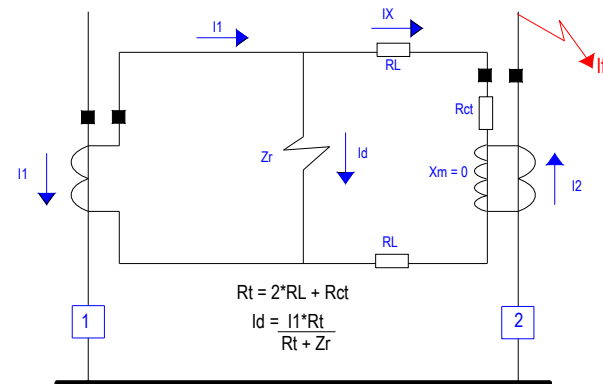 I1
IX
RL
If
Rct
I1
Zr
Id
Xm = 0
I2
RL
Rt = 2*RL + Rct
1
Id = I1*Rt
Rt + Zr
2